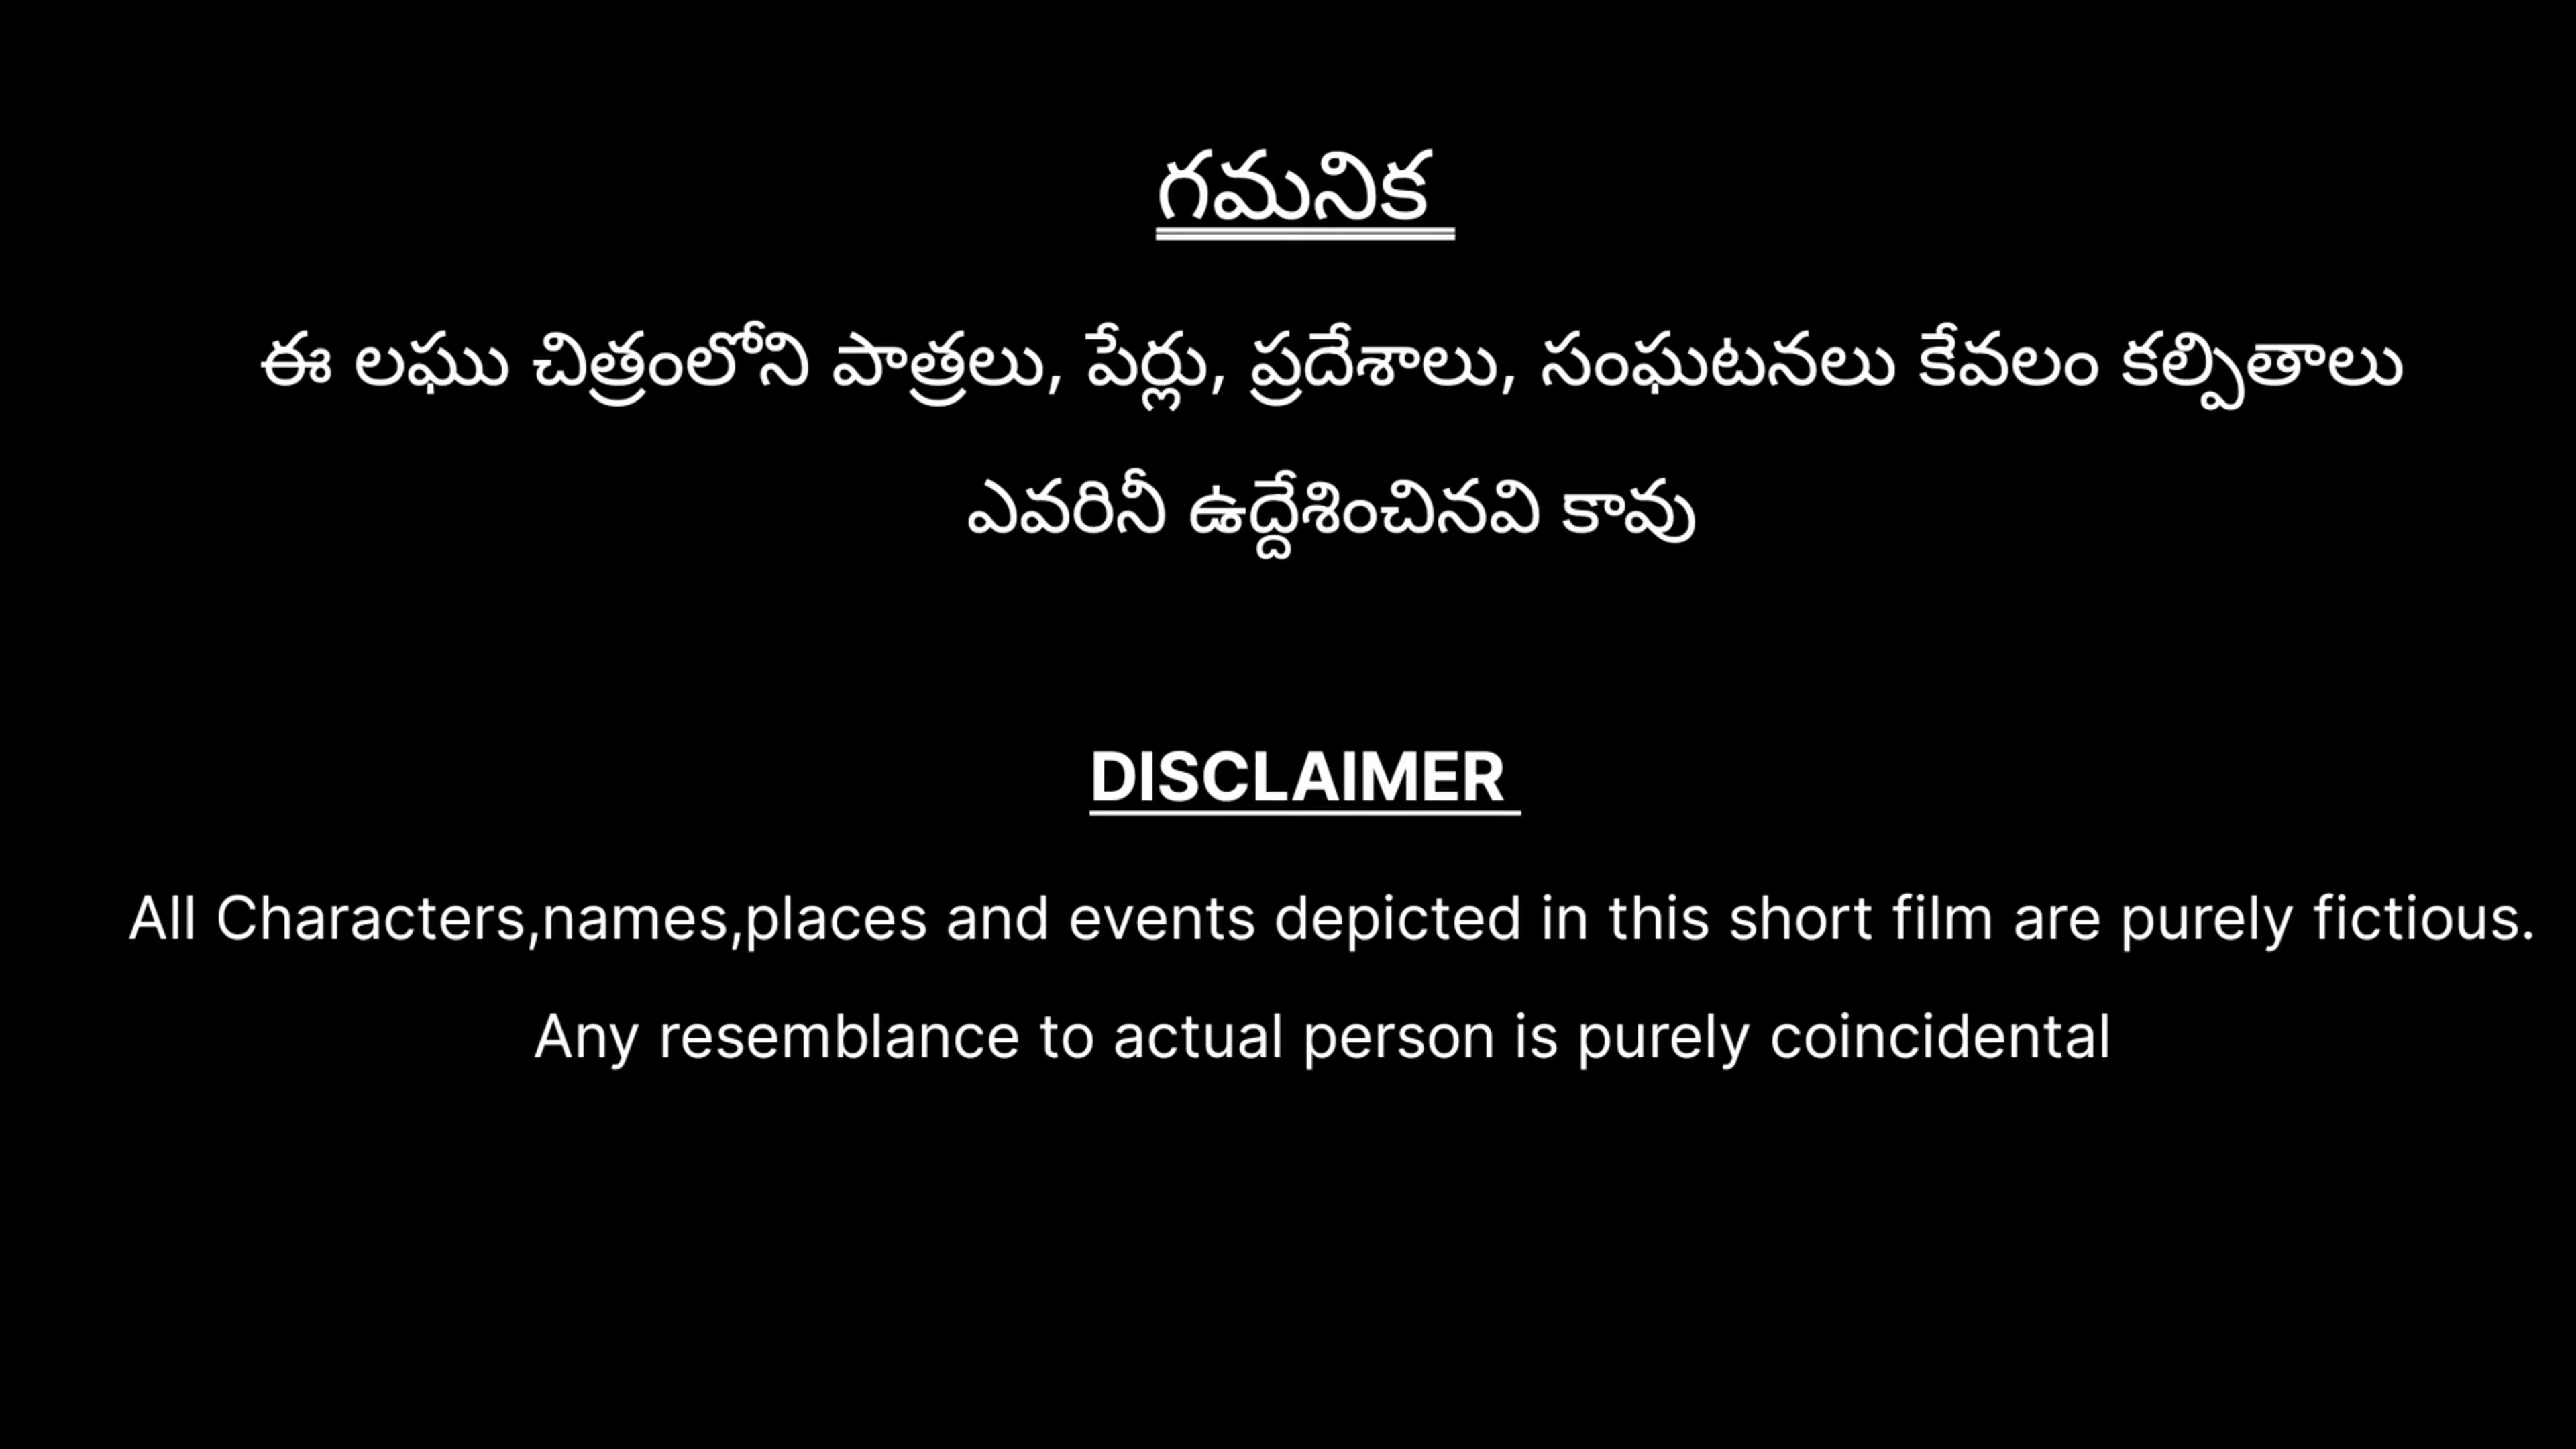 గమనిక
ఈ లఘు చిత్రంలోని పాత్రలు, పేర్లు, ప్రదేశాలు, సంఘటనలు కేవలం కల్పితాలు
ఎవరినీ ఉద్దేశించినవి కావు
DISCLAIMER
All Characters,names,places and events depicted in this short film are purely fictious.
Any resemblance to actual person is purely coincidental